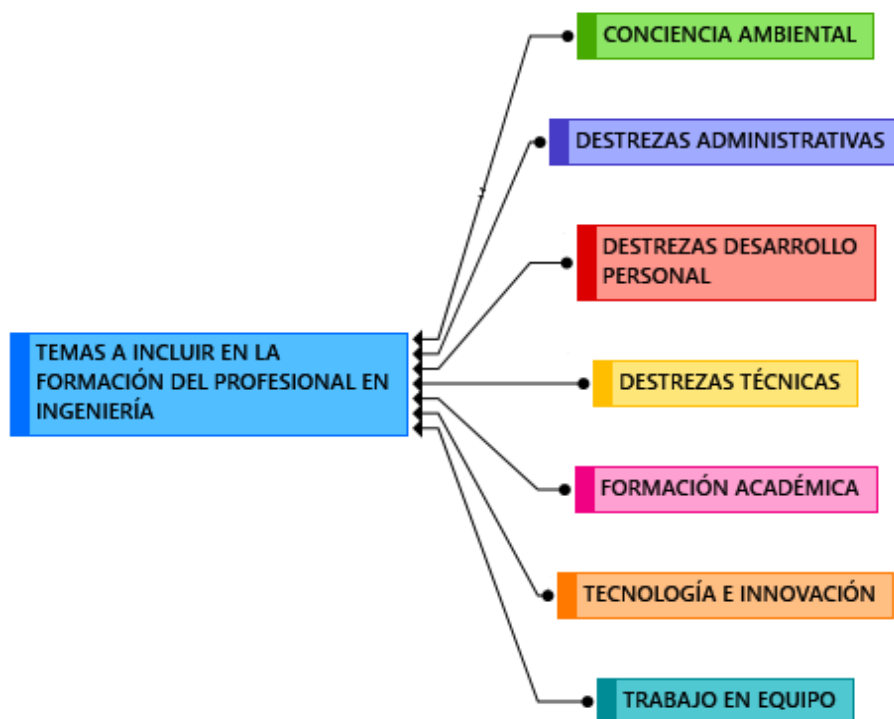 CONCIENCIA AMBIENTAL
DESTREZAS ADMINISTRATIVAS
DESTREZAS DESARROLLO
PERSONAL
TEMAS A INCLUIR EN LA
FORMACIÓN DEL PROFESIONAL EN
INGENIERÍA
DESTREZAS TÉCNICAS
FORMACIÓN ACADÉMICA
TECNOLOGÍA E INNOVACIÓN
TRABAJO EN EQUIPO